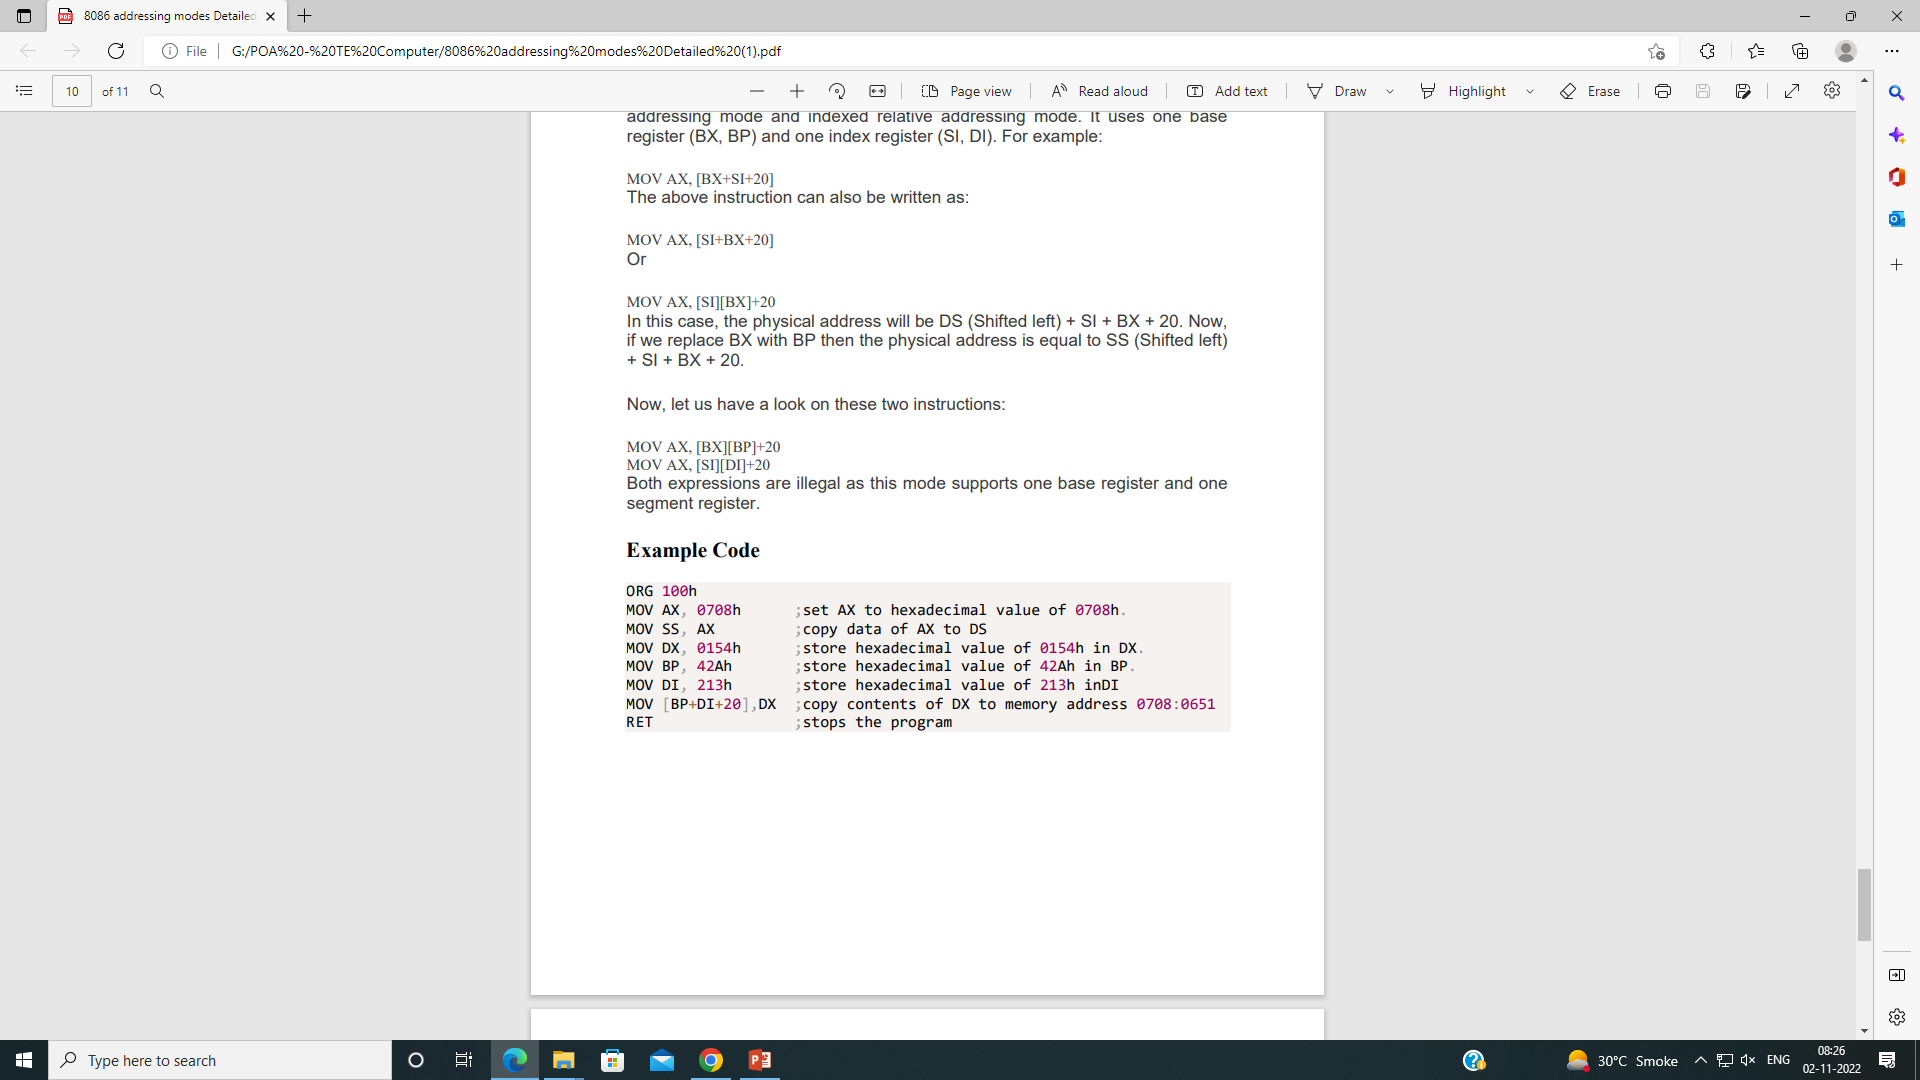 8086 addressing modes Detailed
File G:/POA%20-%20TE%20Computer/8086%20addressing%20modes%20Detailed%20(1).pdf
10 of 11 Page view Read aloud Add text Draw Highlight Erase
addressing mode and indexed relative addressing mode. It uses one base
register (BX, BP) and one index register (SI, DI). For example:
MOV AX, [BX+SI+20]
The above instruction can also be written as:
MOV AX, [SI+BX+20]
Or
MOV AX, [SI][BX]+20
In this case, the physical address will be DS (Shifted left) + SI + BX + 20. Now,
if we replace BX with BP then the physical address is equal to SS (Shifted left)
+ SI + BX + 20.
Now, let us have a look on these two instructions:
MOV AX, [BX][BP]+20
MOV AX, [SI][DI]+20
Both expressions are illegal as this mode supports one base register and one
segment register.
Example Code
ORG 100h
MOV AX, 0708h ;set AX to hexadecimal value of 0708h.
MOV SS, AX ;copy data of AX to DS
MOV DX, 0154h ;store hexadecimal value of 0154h in DX.
MOV BP, 42Ah ;store hexadecimal value of 42Ah in BP.
MOV DI, 213h ;store hexadecimal value of 213h inDI
MOV [BP+DI+20],DX ;copy contents of DX to memory address 0708:0651
RET ;stops the program
Type here to search
30°C Smoke
ENG
08:26
02-11-2022